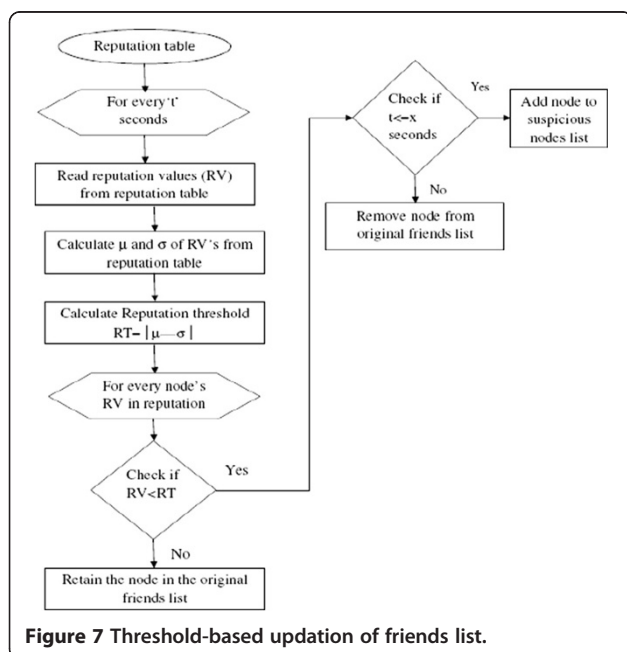 Reputation table
For every 't'
seconds
Read reputation values (RV)
from reputation table
Calculate μ and σ of RV's from
reputation table
Calculate Reputation threshold
RT– |μ—σ|
For every node's
RV in reputation
Check if
RV<RT
Yes
No
Retain the node in the original
friends list
Check if
t<–x
seconds
Yes
Add node to
suspicious
nodes list
No
Remove node from
original friends list
Figure 7 Threshold-based updation of friends list.